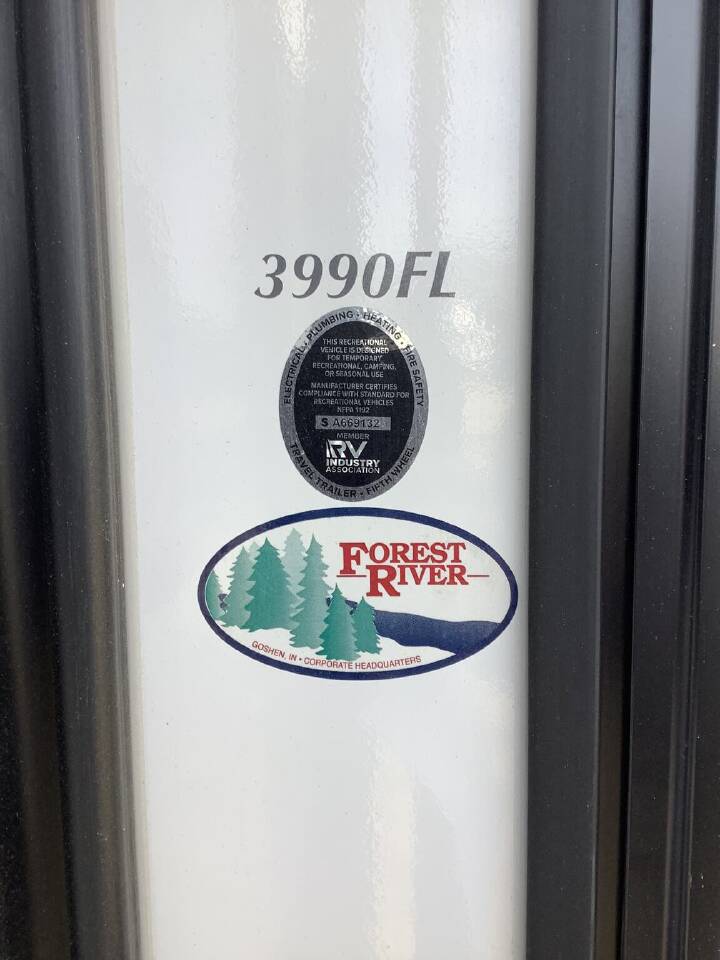 3990FL
ELECTRICAL • PLUMBING • HEATING • FIRE SAFETY
THIS RECREATIONAL
VEHICLE IS DESIGNED
FOR TEMPORARY
RECREATIONAL, CAMPING,
OR SEASONAL USE
MANUFACTURER CERTIFIES
COMPLIANCE WITH STANDARD FOR
RECREATIONAL VEHICLES
NFPA 1192
S A669132
MEMBER
RV
INDUSTRY
ASSOCIATION
TRAVEL TRAILER • FIFTH WHEEL
FOREST
RIVER
GOSHEN, IN • CORPORATE HEADQUARTERS